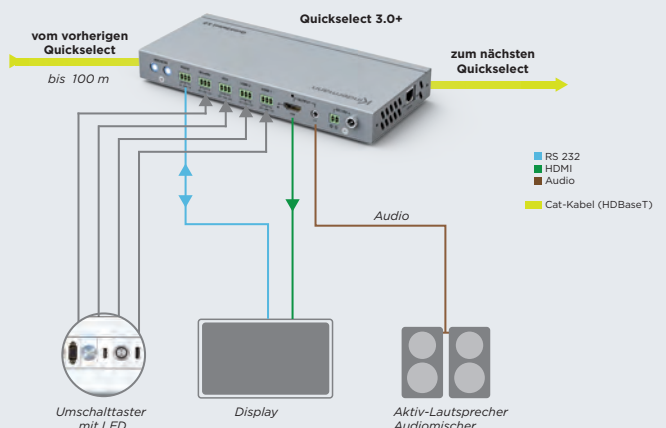 Quickselect 3.0+
vom vorherigen
Quickselect
bis 100 m
zum nächsten
Quickselect
Kindermann
RS 232
HDMI
Audio
Cat-Kabel (HDBaseT)
Audio
Umschalttaster
mit LED
Display
Aktiv-Lautsprecher
Audiomischer